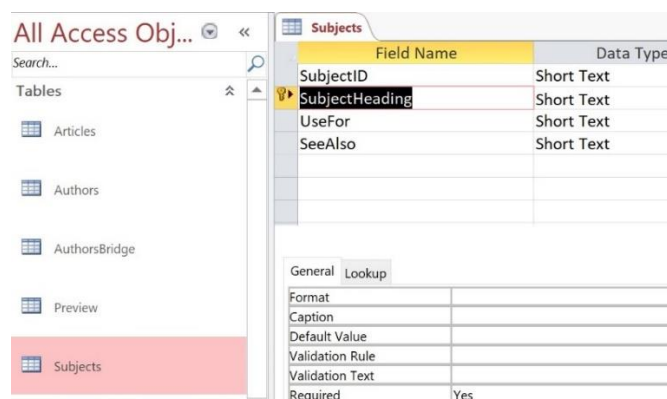 All Access Obj...
Search...
Tables
Articles
Authors
AuthorsBridge
Preview
Subjects
Subjects
Field Name Data Type
SubjectID Short Text
SubjectHeading Short Text
UseFor Short Text
SeeAlso Short Text
General Lookup
Format
Caption
Default Value
Validation Rule
Validation Text
Required Yes